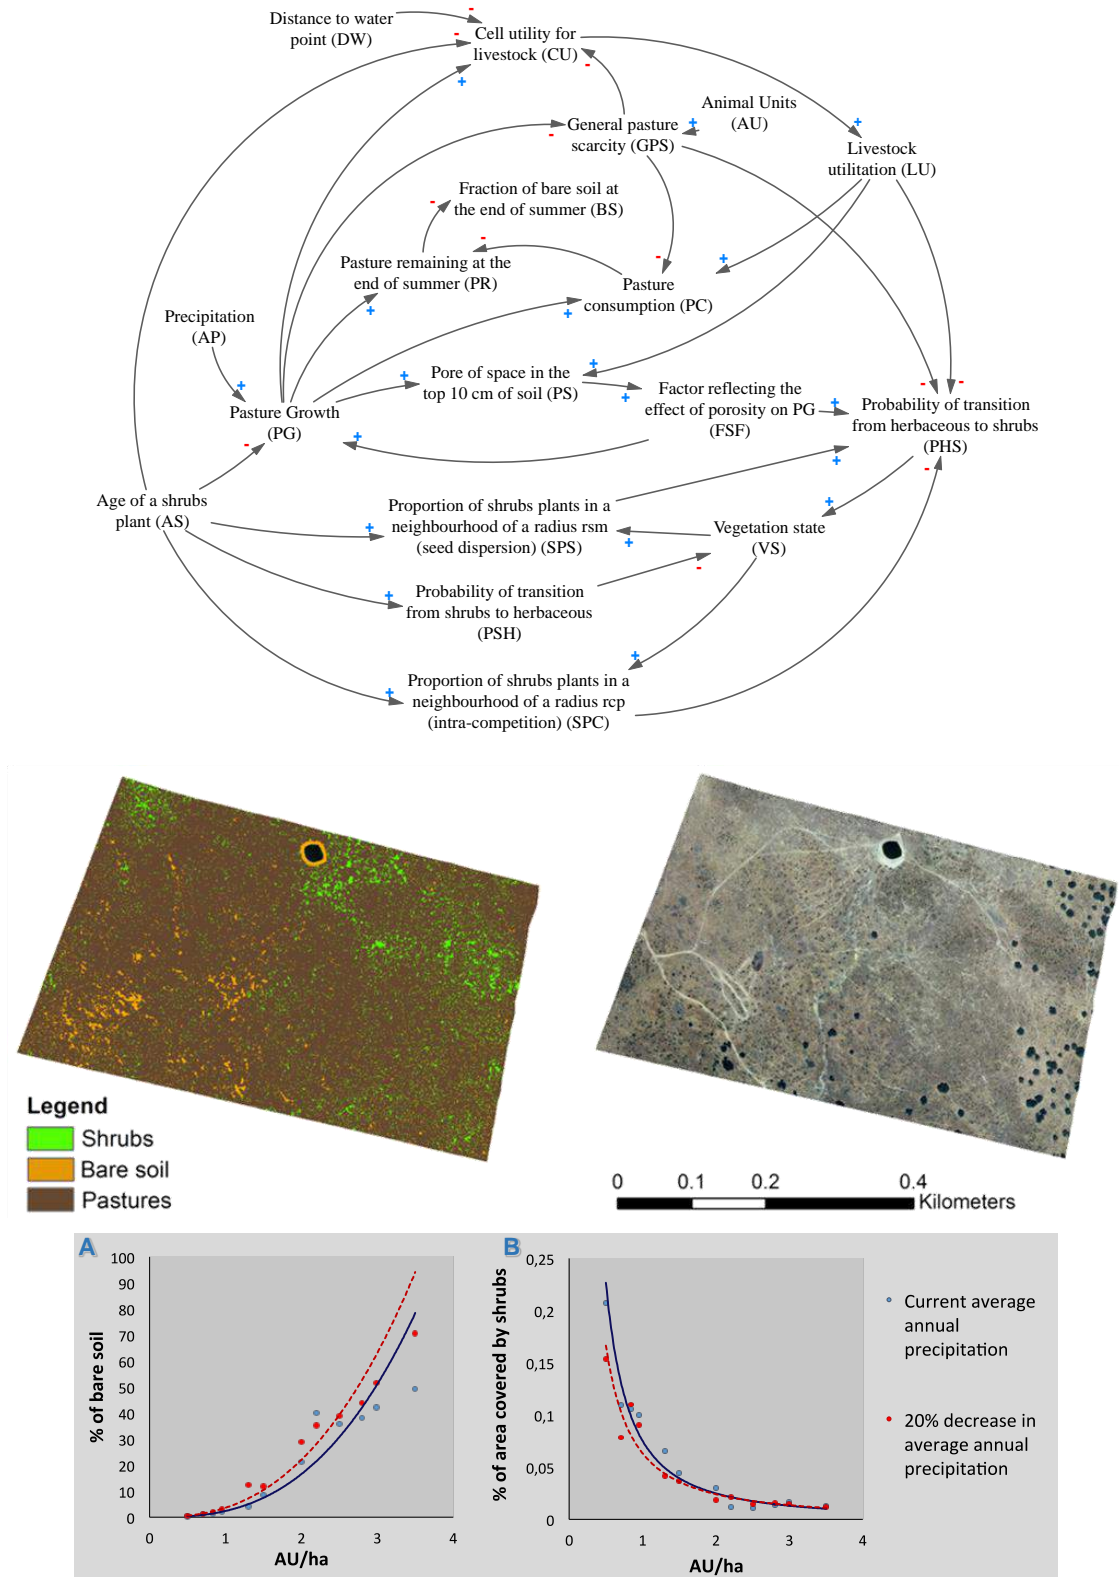 Distance to water
point (DW)
-
-
Cell utility for
livestock (CU)
+
-
Animal Units
(AU)
+
General pasture
scarcity (GPS)
-
+
Livestock
utilitation (LU)
Fraction of bare soil at
the end of summer (BS)
-
-
Pasture remaining at the
end of summer (PR)
+
-
+
Pasture
consumption (PC)
+
Precipitation
(AP)
+
Pasture Growth
(PG)
-
+
+
Pore of space in the
top 10 cm of soil (PS)
+
+
Factor reflecting the
effect of porosity on PG
(FSF)
+
-
-
Probability of transition
from herbaceous to shrubs
(PHS)
+
-
Age of a shrubs
plant (AS)
+
Proportion of shrubs plants in a
neighbourhood of a radius rsm
(seed dispersion) (SPS)
+
+
Vegetation state
(VS)
-
+
Probability of transition
from shrubs to herbaceous
(PSH)
+
+
Proportion of shrubs plants in a
neighbourhood of a radius rcp
(intra-competition) (SPC)
Legend
Shrubs
Bare soil
Pastures
0 0.1 0.2 0.4
Kilometers
A
% of bare soil
100
90
80
70
60
50
40
30
20
10
0
0 1 2 3 4
AU/ha
B
% of area covered by shrubs
0,25
0,2
0,15
0,1
0,05
0
0 1 2 3 4
AU/ha
Current average
annual
precipitation
20% decrease in
average annual
precipitation